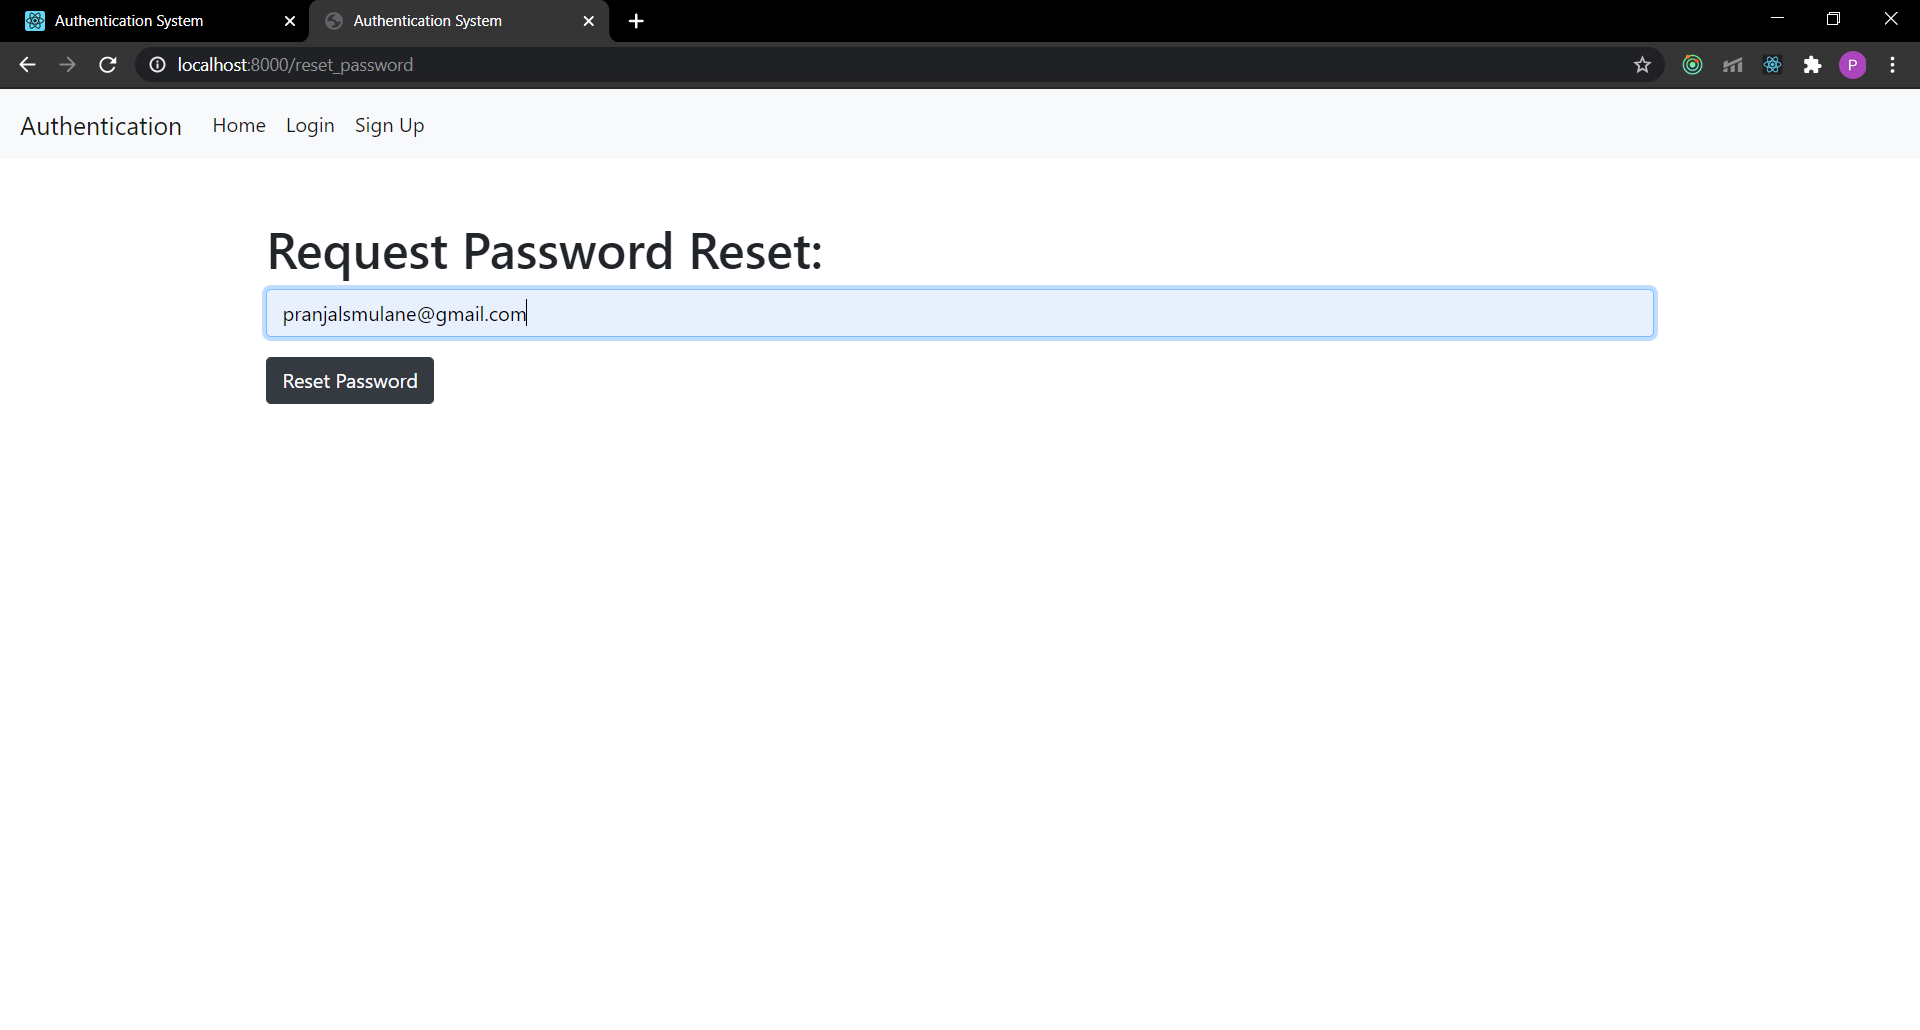 Authentication System
Authentication System
localhost:8000/reset_password
P
Authentication Home Login Sign Up
Request Password Reset:
pranjalsmulane@gmail.com
Reset Password